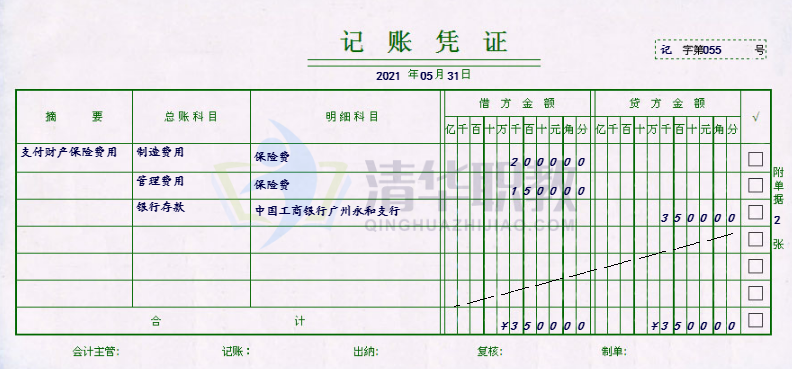 记账凭证
记 字第055 号
2021 年05月31日
摘 要 总账科目 明细科目 借方金额 贷方金额 √
亿千百十万千百十元角分 亿千百十万千百十元角分
支付财产保险费用 制造费用 保险费 200000
管理费用 保险费 150000
银行存款 中国工商银行广州永和支行 350000
合 计 ¥350000 ¥350000
附单据 2 张
会计主管: 记账: 出纳: 复核: 制单:
清华职教
QINGHUAZHIJIAO.COM